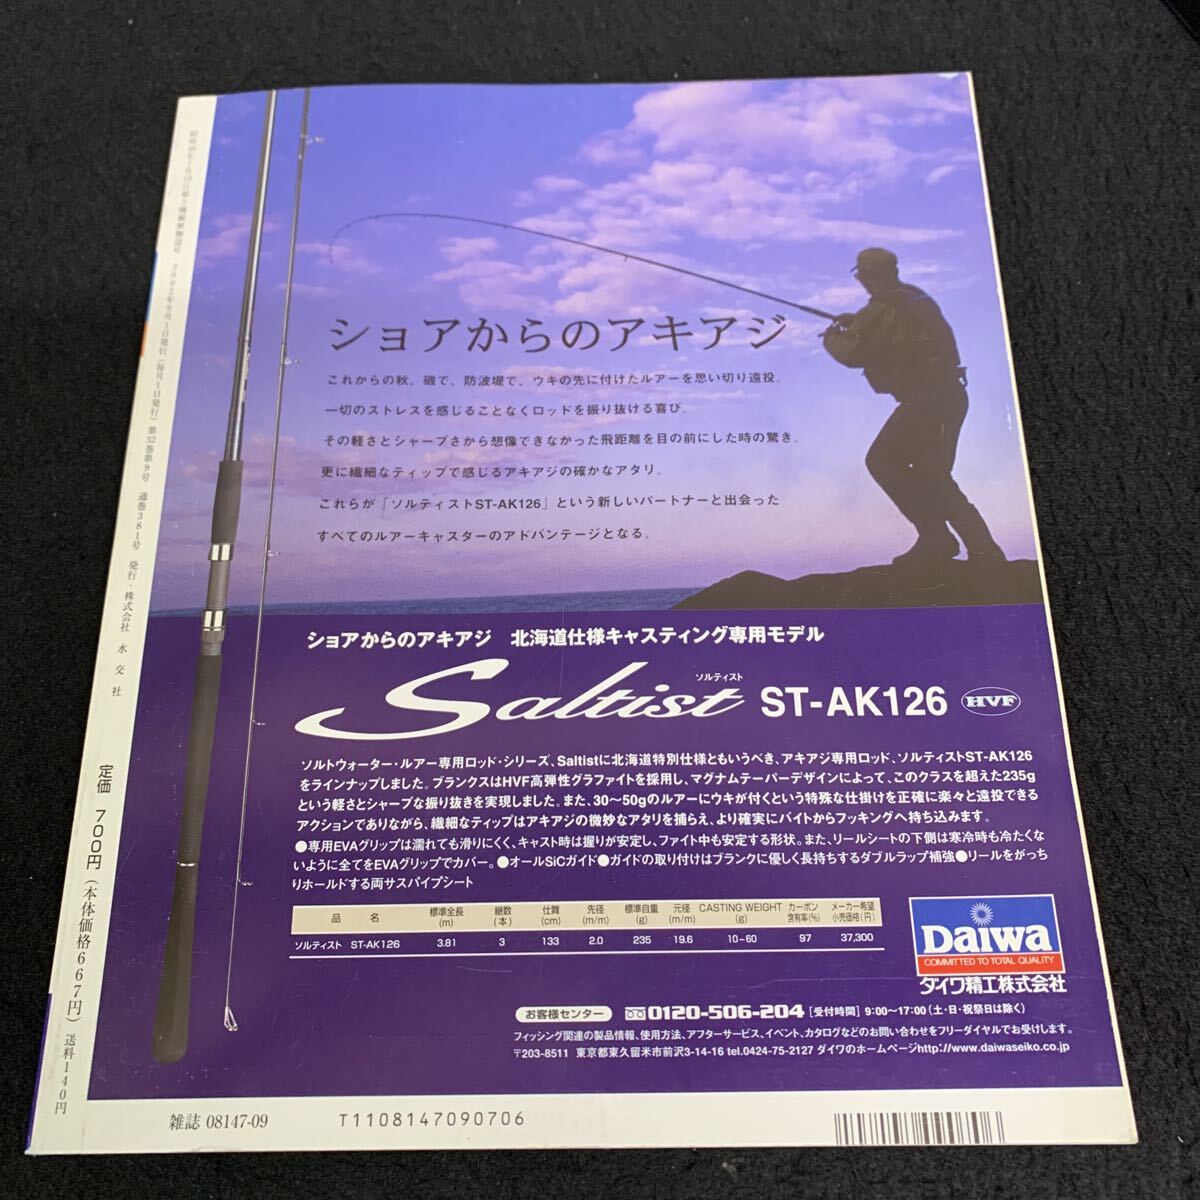 ショアからのアキアジ
これからの秋。磯で、防波堤で、ウキの先に付けたルアーを思い切り遠投。
一切のストレスを感じることなくロッドを振り抜ける喜び。
その軽さとシャープさから想像できなかった飛距離を目の前にした時の驚き。
更に繊細なティップで感じるアキアジの確かなアタリ。
これらが「ソルティストST-AK126」という新しいパートナーと出会った
すべてのルアーキャスターのアドバンテージとなる。
ショアからのアキアジ 北海道仕様キャスティング専用モデル
ソルティスト
Saltist ST-AK126 HVF
ソルトウォーター・ルアー専用ロッド・シリーズ、Saltistに北海道特別仕様ともいうべき、アキアジ専用ロッド、ソルティストST-AK126
をラインナップしました。ブランクスはHVF高弾性グラファイトを採用し、マグナムテーパーデザインによって、このクラスを超えた235g
という軽さとシャープな振り抜きを実現しました。また、30〜50gのルアーにウキが付くという特殊な仕掛けを正確に楽々と遠投できる
アクションでありながら、繊細なティップはアキアジの微妙なアタリを捕らえ、より確実にバイトからフッキングへ持ち込みます。
●専用EVAグリップは濡れても滑りにくく、キャスト時は握りが安定し、ファイト中も安定する形状。また、リールシートの下側は寒冷時も冷たくな
いように全てをEVAグリップでカバー。●オールSiCガイド●ガイドの取り付けはブランクに優しく長持ちするダブルラップ補強●リールをがっち
りホールドする両サスパイプシート
品 名 標準全長(m) 継数(本) 仕舞(cm) 先径(m/m) 標準自重(g) 元径(m/m) CASTING WEIGHT(g) カーボン含有率(%) メーカー希望小売価格(円)
ソルティスト ST-AK126 3.81 3 133 2.0 235 19.6 10-60 97 37,300
Daiwa
COMMITTED TO TOTAL QUALITY
ダイワ精工株式会社
お客様センター 0120-506-204 [受付時間] 9:00〜17:00(土・日・祝祭日は除く)
フィッシング関連の製品情報、使用方法、アフターサービス、イベント、カタログなどのお問い合わせをフリーダイヤルでお受けします。
〒203-8511 東京都東久留米市前沢3-14-16 tel.0424-75-2127 ダイワのホームページhttp://www.daiwaseiko.co.jp
雑誌 08147-09
T1108147090706
2002年9月1日発行(毎月1日発行) 第32巻第9号 通巻381号 発行・株式会社 水交社
定価 700円(本体価格667円) 送料140円